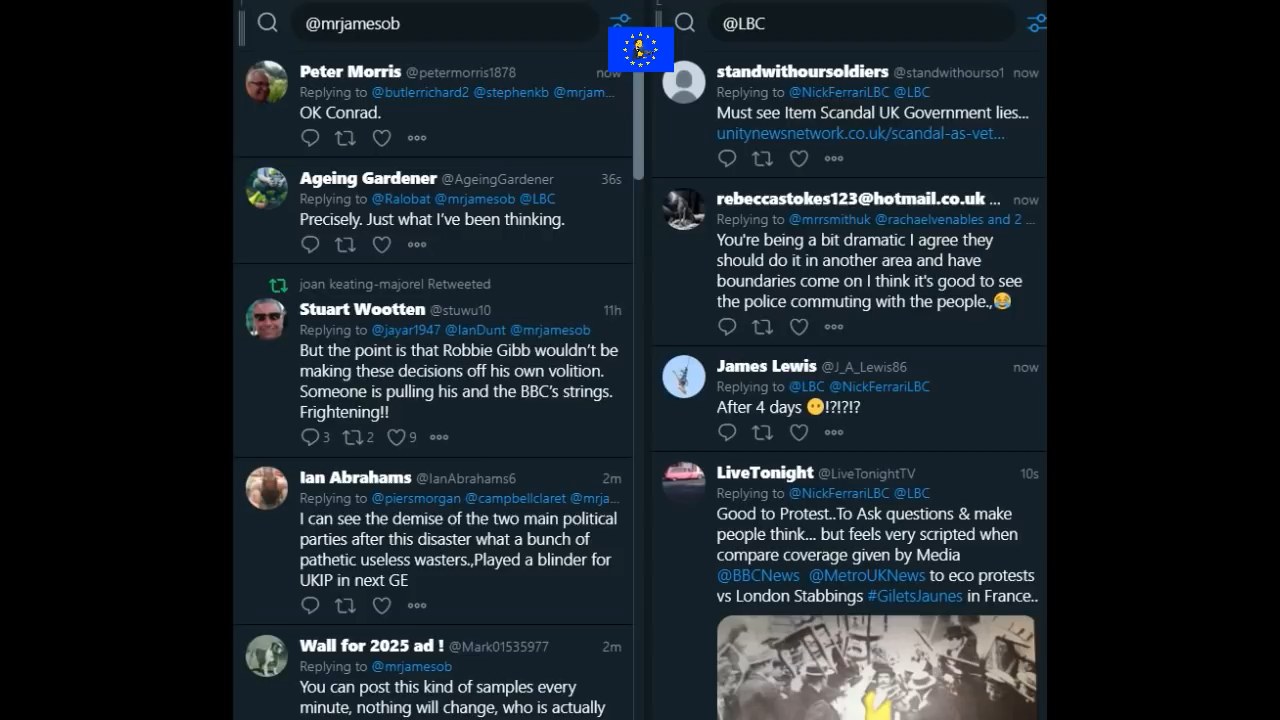 @mrjamesob
Peter Morris @petermorris1878 now
Replying to @butlerrichard2 @stephenkb @mrjam...
OK Conrad.
Ageing Gardener @AgeingGardener 36s
Replying to @Ralobat @mrjamesob @LBC
Precisely. Just what I've been thinking.
joan keating-majorel Retweeted
Stuart Wootten @stuwu10 11h
Replying to @jayar1947 @IanDunt @mrjamesob
But the point is that Robbie Gibb wouldn't be
making these decisions off his own volition.
Someone is pulling his and the BBC's strings.
Frightening!!
3 2 9
Ian Abrahams @IanAbrahams6 2m
Replying to @piersmorgan @campbellclaret @mrja...
I can see the demise of the two main political
parties after this disaster what a bunch of
pathetic useless wasters.,Played a blinder for
UKIP in next GE
Wall for 2025 ad ! @Mark01535977 2m
Replying to @mrjamesob
You can post this kind of samples every
minute, nothing will change, who is actually
@LBC
standwithoursoldiers @standwithourso1 now
Replying to @NickFerrariLBC @LBC
Must see Item Scandal UK Government lies...
unitynewsnetwork.co.uk/scandal-as-vet...
rebeccastokes123@hotmail.co.uk ... now
Replying to @mrrsmithuk @rachaelvenables and 2 ...
You're being a bit dramatic I agree they
should do it in another area and have
boundaries come on I think it's good to see
the police commuting with the people.,😂
James Lewis @J_A_Lewis86 now
Replying to @LBC @NickFerrariLBC
After 4 days 😶!?!?!?
LiveTonight @LiveTonightTV 10s
Replying to @NickFerrariLBC @LBC
Good to Protest..To Ask questions & make
people think... but feels very scripted when
compare coverage given by Media
@BBCNews @MetroUKNews to eco protests
vs London Stabbings #GiletsJaunes in France..